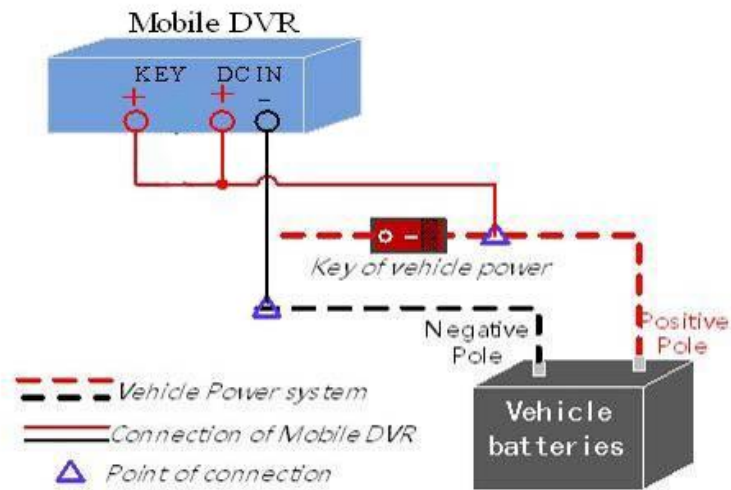 Mobile DVR
KEY DC IN
+ + -
Key of vehicle power
Negative
Pole
Positive
Pole
Vehicle Power system
Connection of Mobile DVR
Point of connection
Vehicle
batteries